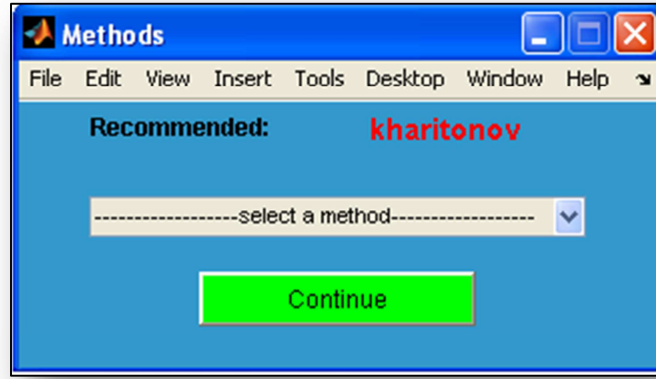 Methods
File Edit View Insert Tools Desktop Window Help
Recommended: kharitonov
------------------select a method------------------
Continue